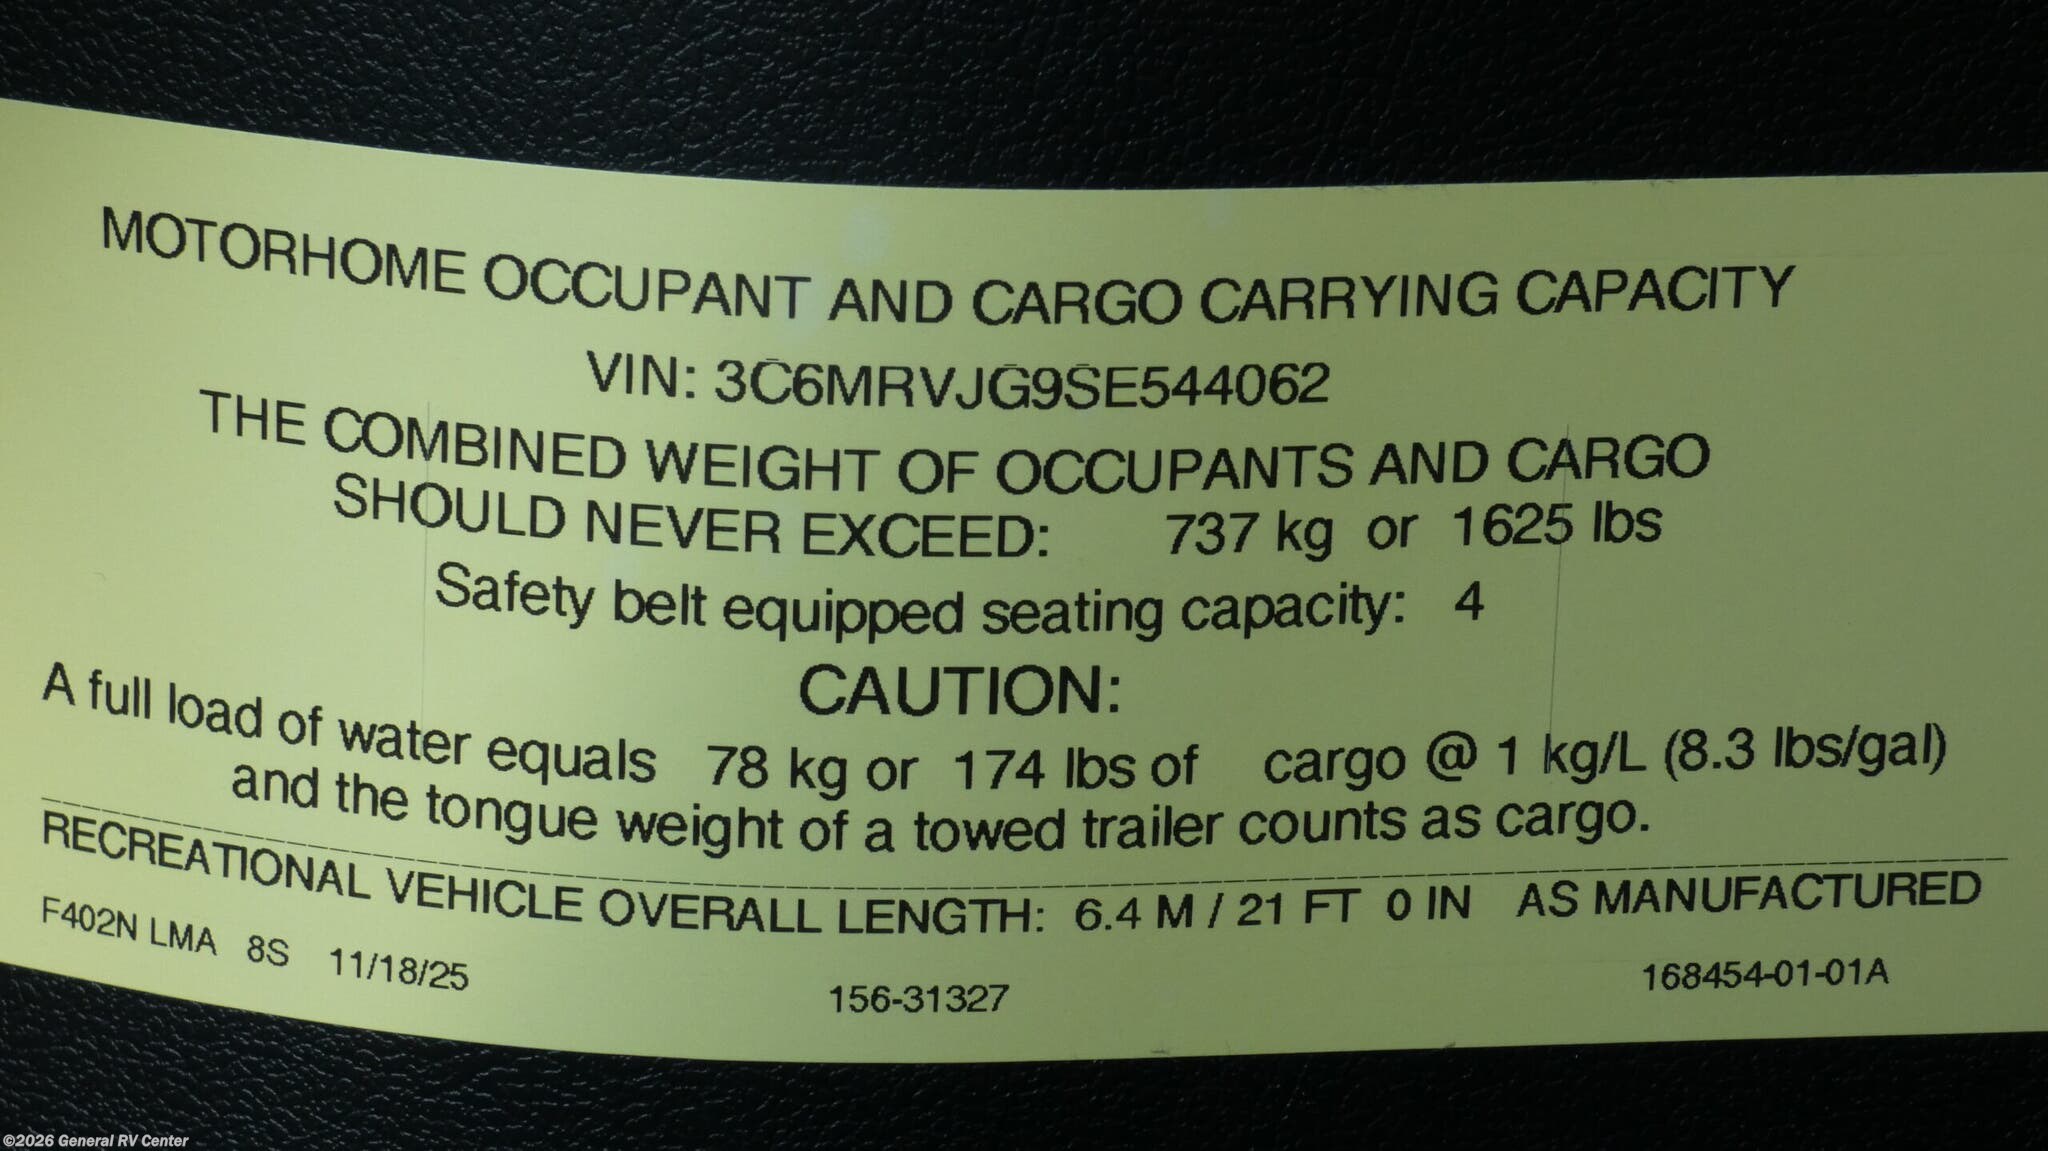 MOTORHOME OCCUPANT AND CARGO CARRYING CAPACITY
VIN: 3C6MRVJG9SE544062
THE COMBINED WEIGHT OF OCCUPANTS AND CARGO
SHOULD NEVER EXCEED: 737 kg or 1625 lbs
Safety belt equipped seating capacity: 4
CAUTION:
A full load of water equals 78 kg or 174 lbs of cargo @ 1 kg/L (8.3 lbs/gal)
and the tongue weight of a towed trailer counts as cargo.
RECREATIONAL VEHICLE OVERALL LENGTH: 6.4 M / 21 FT 0 IN AS MANUFACTURED
F402N LMA 8S 11/18/25 156-31327 168454-01-01A
©2026 General RV Center